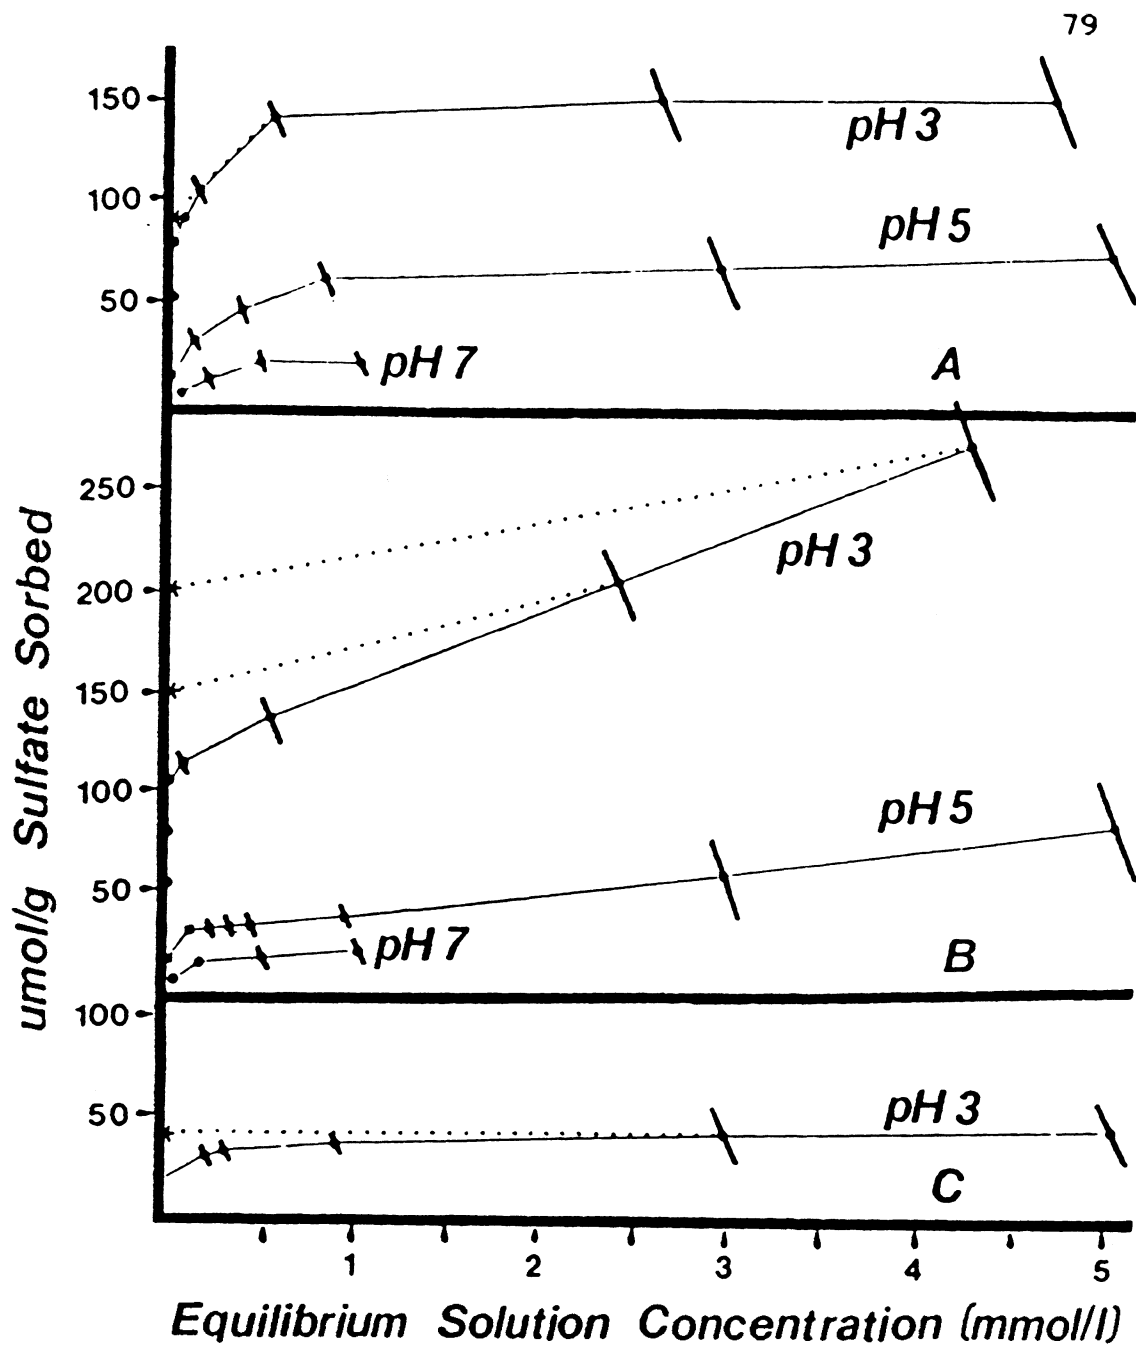 79
150
100
50
pH 3
pH 5
pH 7
A
250
200
150
100
50
pH 3
pH 5
pH 7
B
100
50
pH 3
C
1 2 3 4 5
umol/g Sulfate Sorbed
Equilibrium Solution Concentration (mmol/l)